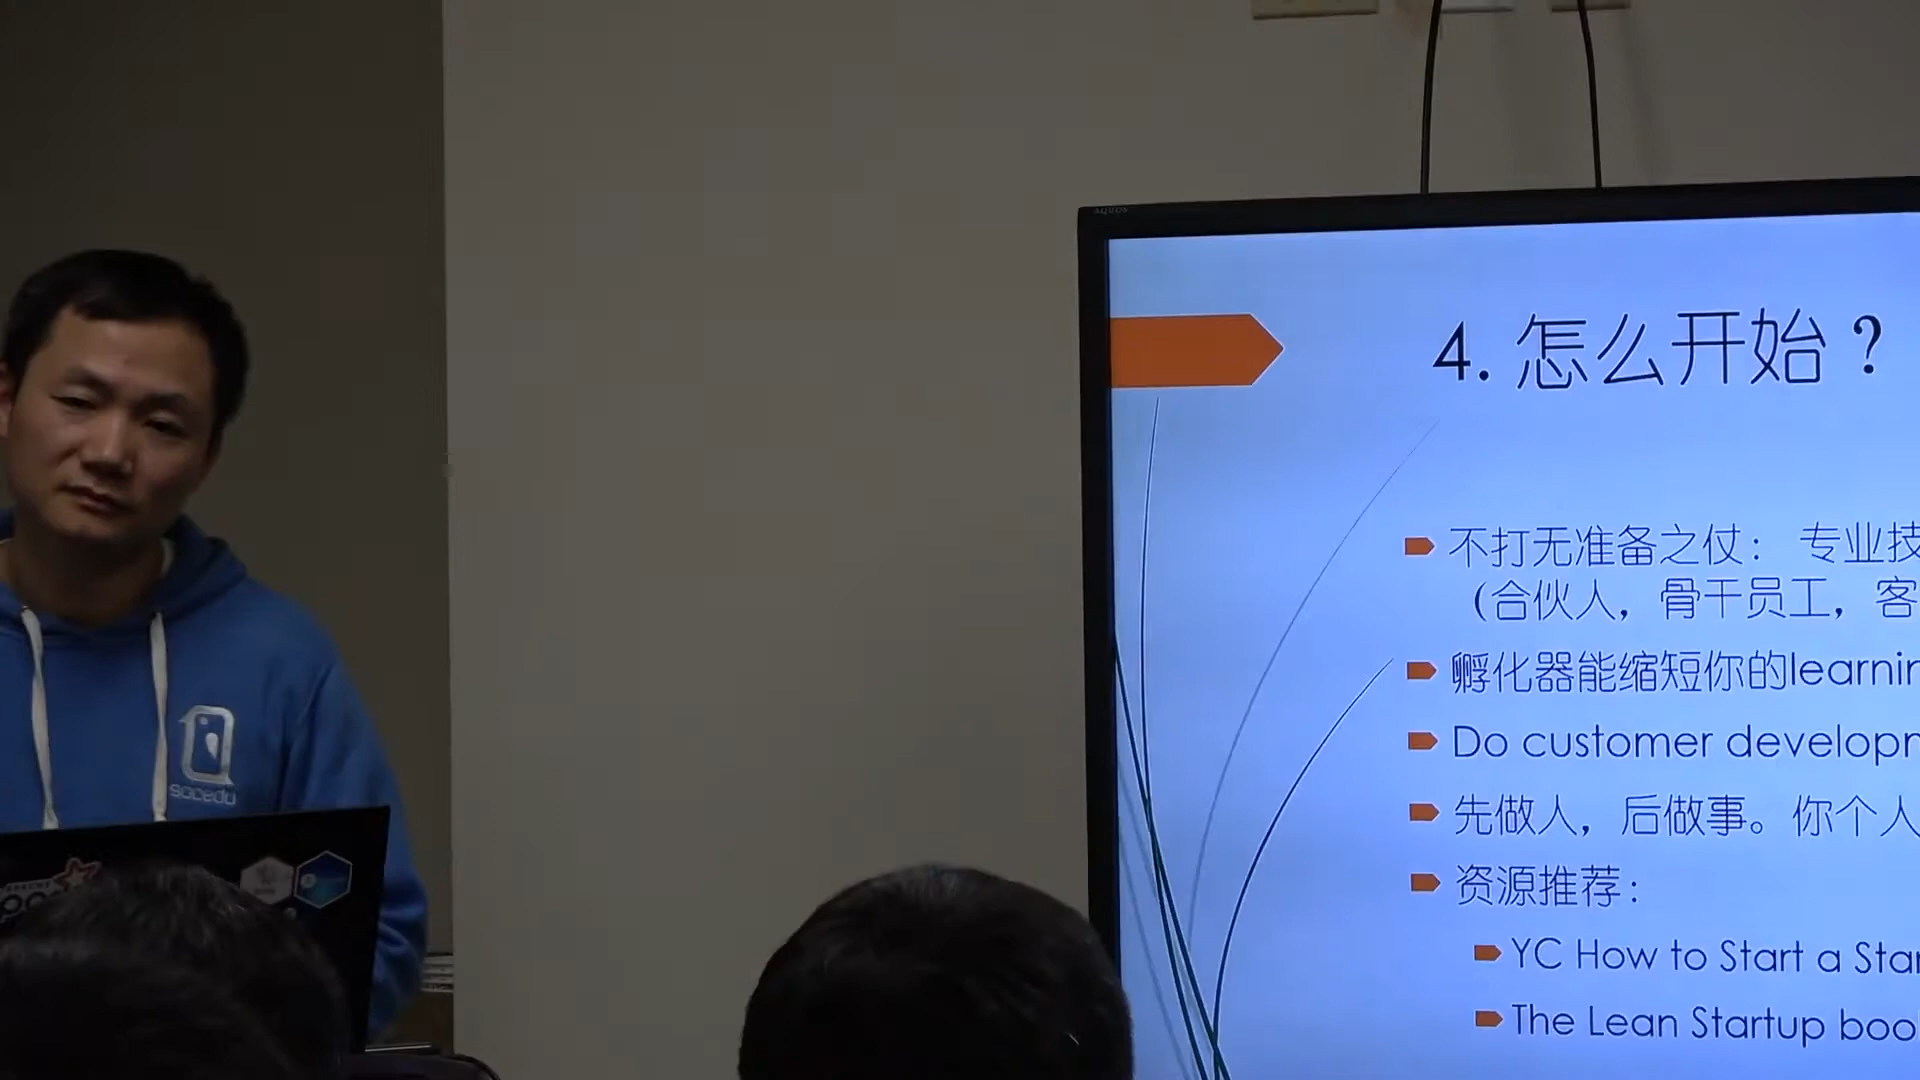 AQUOS
4. 怎么开始？
不打无准备之仗： 专业技
（合伙人，骨干员工，客
孵化器能缩短你的learnin
Do customer developm
先做人，后做事。你个人
资源推荐：
YC How to Start a Star
The Lean Startup boo
socedu